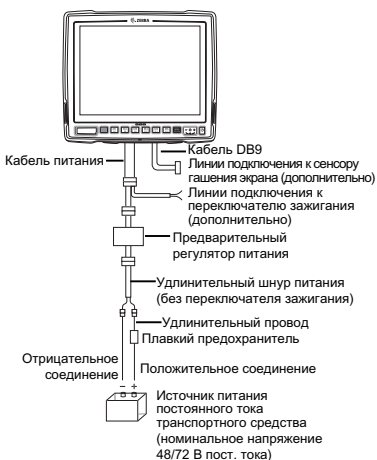 ZEBRA
Кабель DB9
Кабель питания
Линии подключения к сенсору
гашения экрана (дополнительно)
Линии подключения к
переключателю зажигания
(дополнительно)
Предварительный
регулятор питания
Удлинительный шнур питания
(без переключателя зажигания)
Удлинительный провод
Плавкий предохранитель
Отрицательное
соединение
Положительное соединение
– +
Источник питания
постоянного тока
транспортного средства
(номинальное напряжение
48/72 В пост. тока)